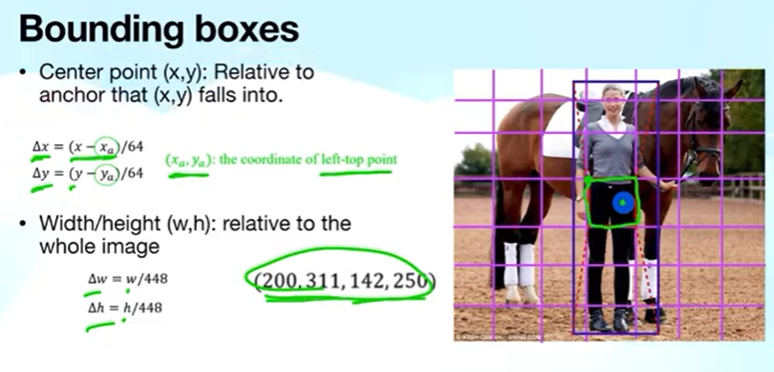 Bounding boxes
• Center point (x,y): Relative to
anchor that (x,y) falls into.
Δx = (x − xₐ)/64
(xₐ, yₐ): the coordinate of left-top point
Δy = (y − yₐ)/64
• Width/height (w,h): relative to the
whole image
Δw = w/448
(200.311, 142, 250)
Δh = h/448